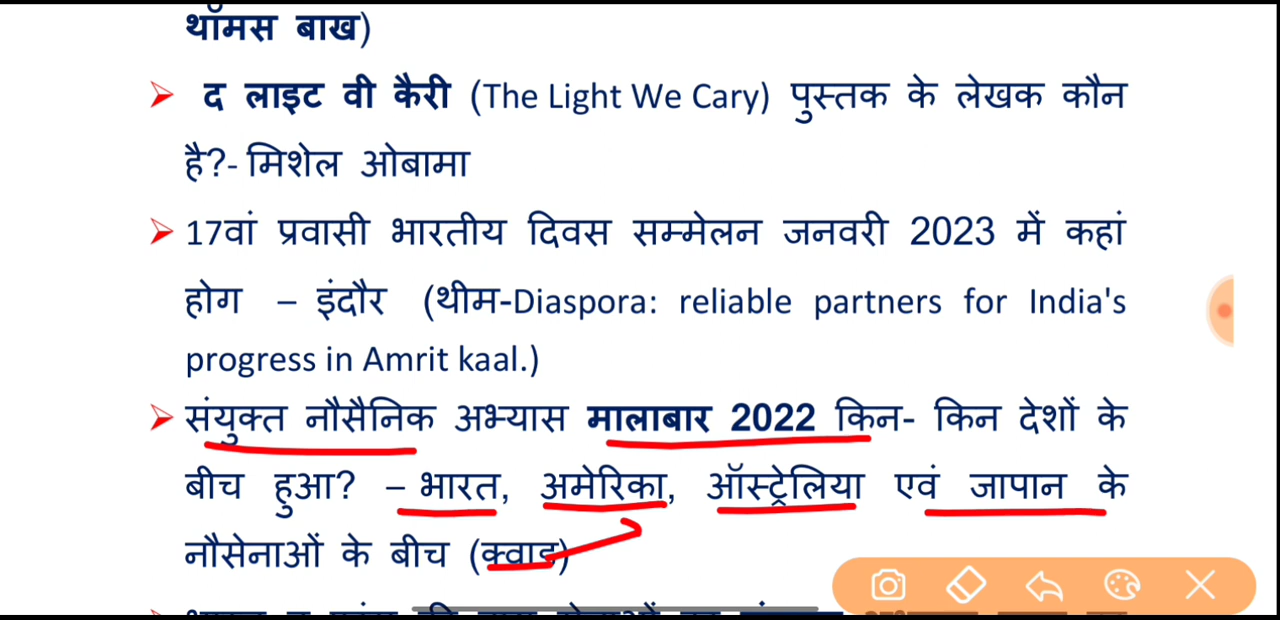 थॉमस बाख)
द लाइट वी कैरी (The Light We Cary) पुस्तक के लेखक कौन
है?- मिशेल ओबामा
17वां प्रवासी भारतीय दिवस सम्मेलन जनवरी 2023 में कहां
होग – इंदौर (थीम-Diaspora: reliable partners for India's
progress in Amrit kaal.)
संयुक्त नौसैनिक अभ्यास मालाबार 2022 किन- किन देशों के
बीच हुआ? – भारत, अमेरिका, ऑस्ट्रेलिया एवं जापान के
नौसेनाओं के बीच (क्वाड)